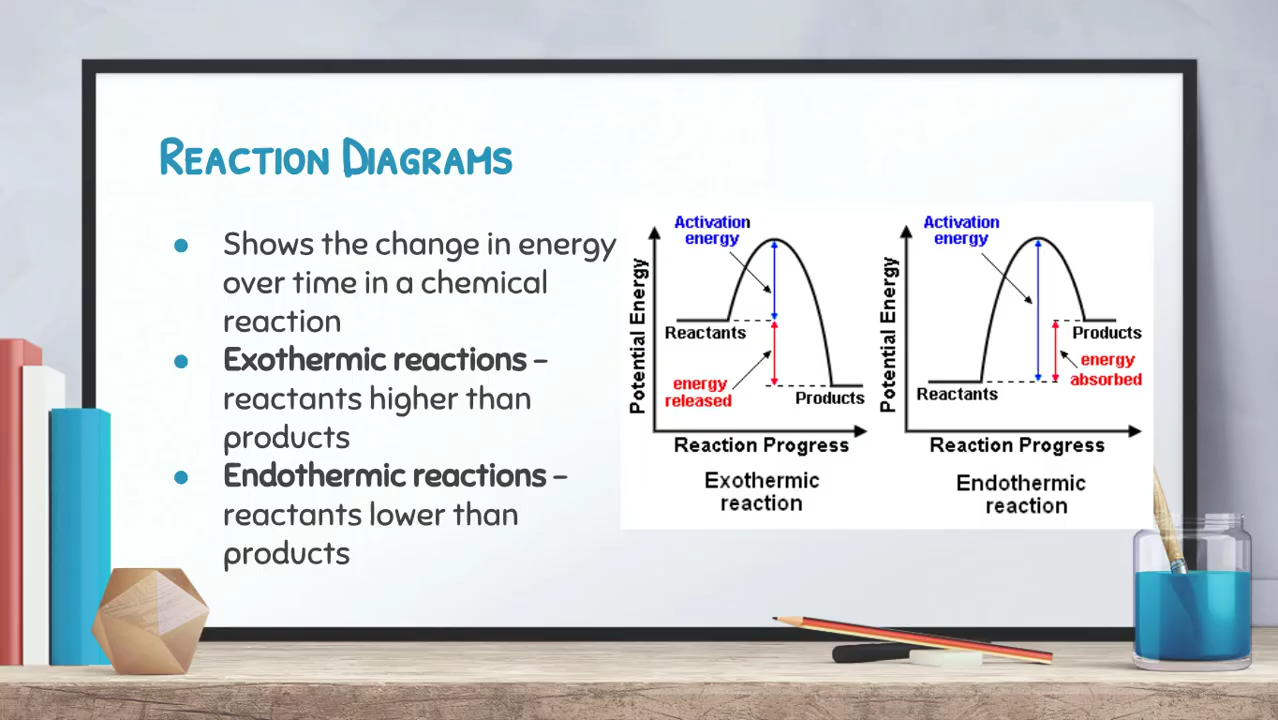 REACTION DIAGRAMS
● Shows the change in energy
over time in a chemical
reaction
● Exothermic reactions –
reactants higher than
products
● Endothermic reactions –
reactants lower than
products
Activation
energy
Potential Energy
Reactants
energy
released
Products
Reaction Progress
Exothermic
reaction
Activation
energy
Potential Energy
Products
energy
absorbed
Reactants
Reaction Progress
Endothermic
reaction